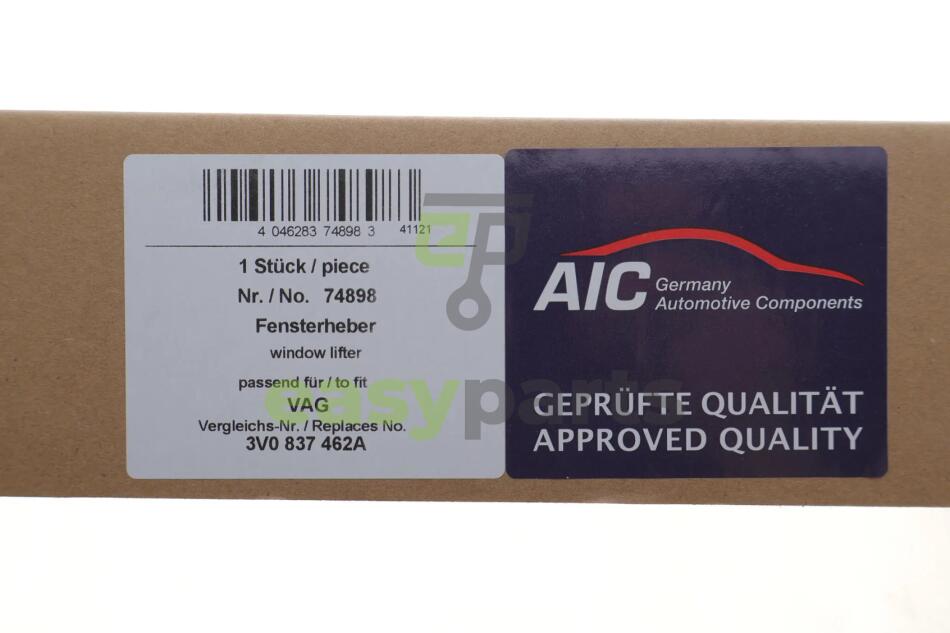 4 046283 74898 3 41121
1 Stück / piece
Nr. / No. 74898
Fensterheber
window lifter
passend für / to fit
VAG
Vergleichs-Nr. / Replaces No.
3V0 837 462A
AIC Germany
Automotive Components
GEPRÜFTE QUALITÄT
APPROVED QUALITY
ep
easyparts